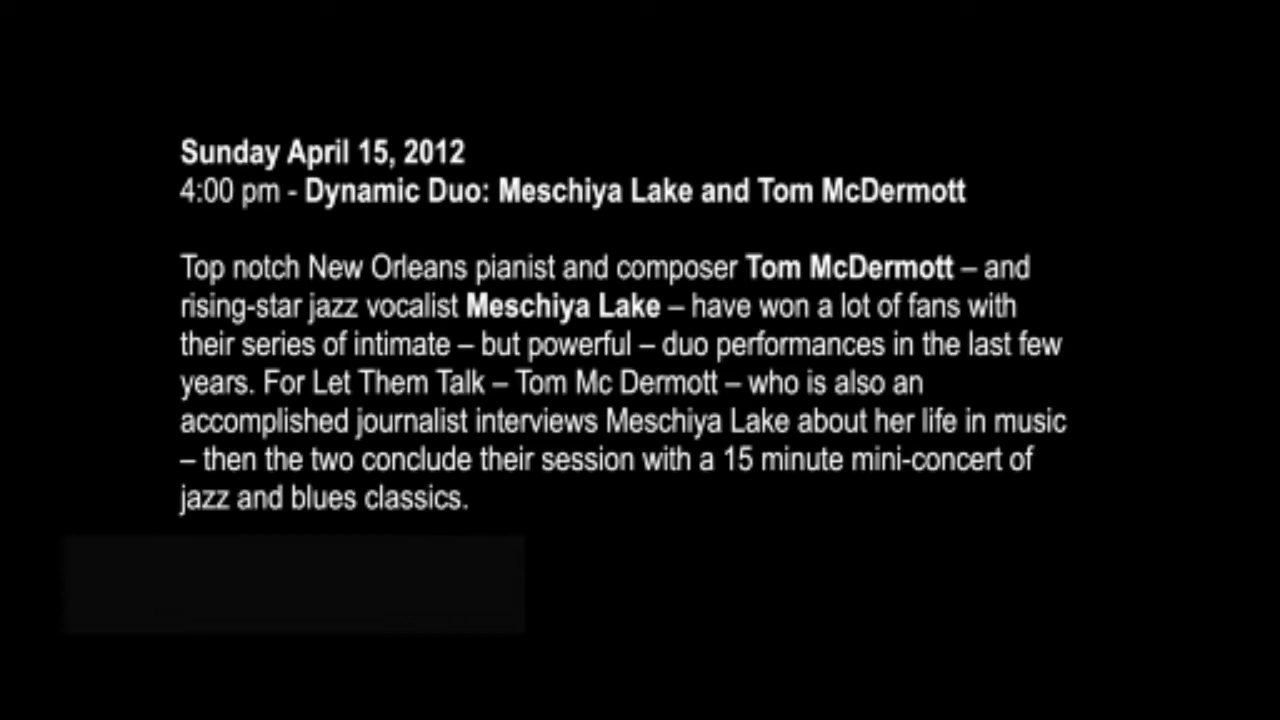 Sunday April 15, 2012
4:00 pm - Dynamic Duo: Meschiya Lake and Tom McDermott
Top notch New Orleans pianist and composer Tom McDermott – and
rising-star jazz vocalist Meschiya Lake – have won a lot of fans with
their series of intimate – but powerful – duo performances in the last few
years. For Let Them Talk – Tom Mc Dermott – who is also an
accomplished journalist interviews Meschiya Lake about her life in music
– then the two conclude their session with a 15 minute mini-concert of
jazz and blues classics.